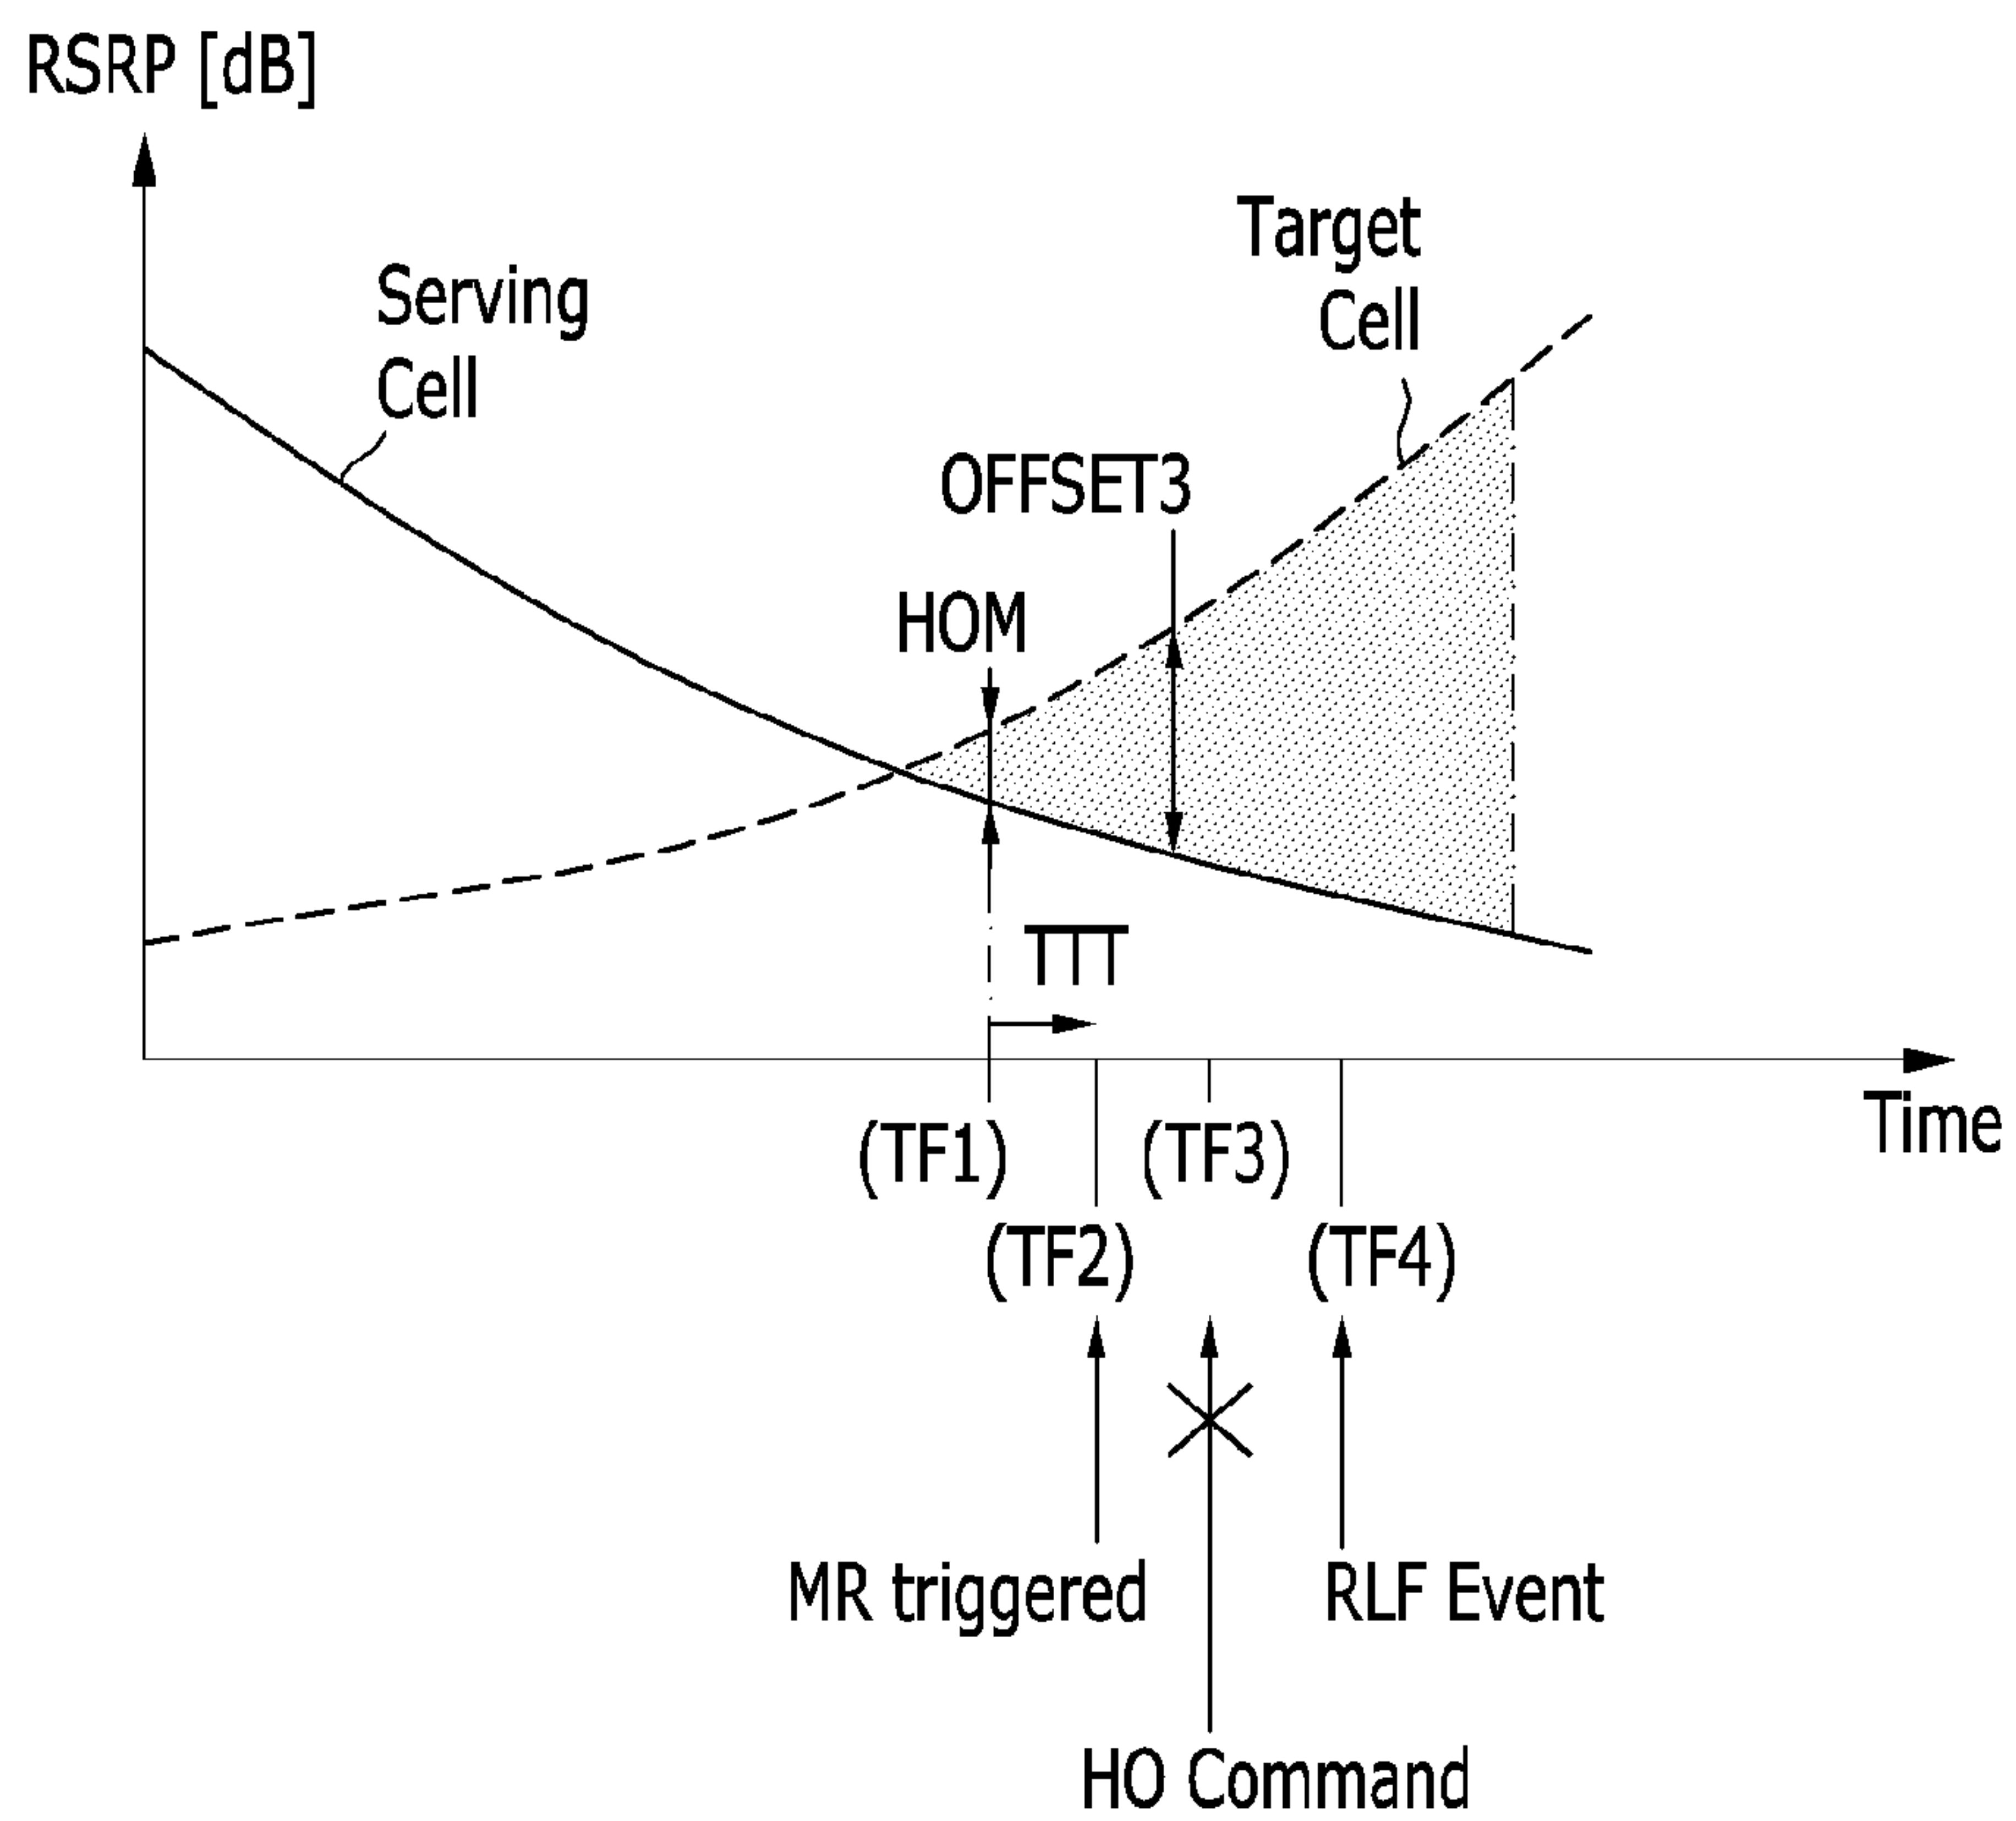 RSRP [dB]
Target
Cell
Serving
Cell
OFFSET3
HOM
TTT
Time
(TF1)
(TF3)
(TF2)
(TF4)
MR triggered
RLF Event
HO Command